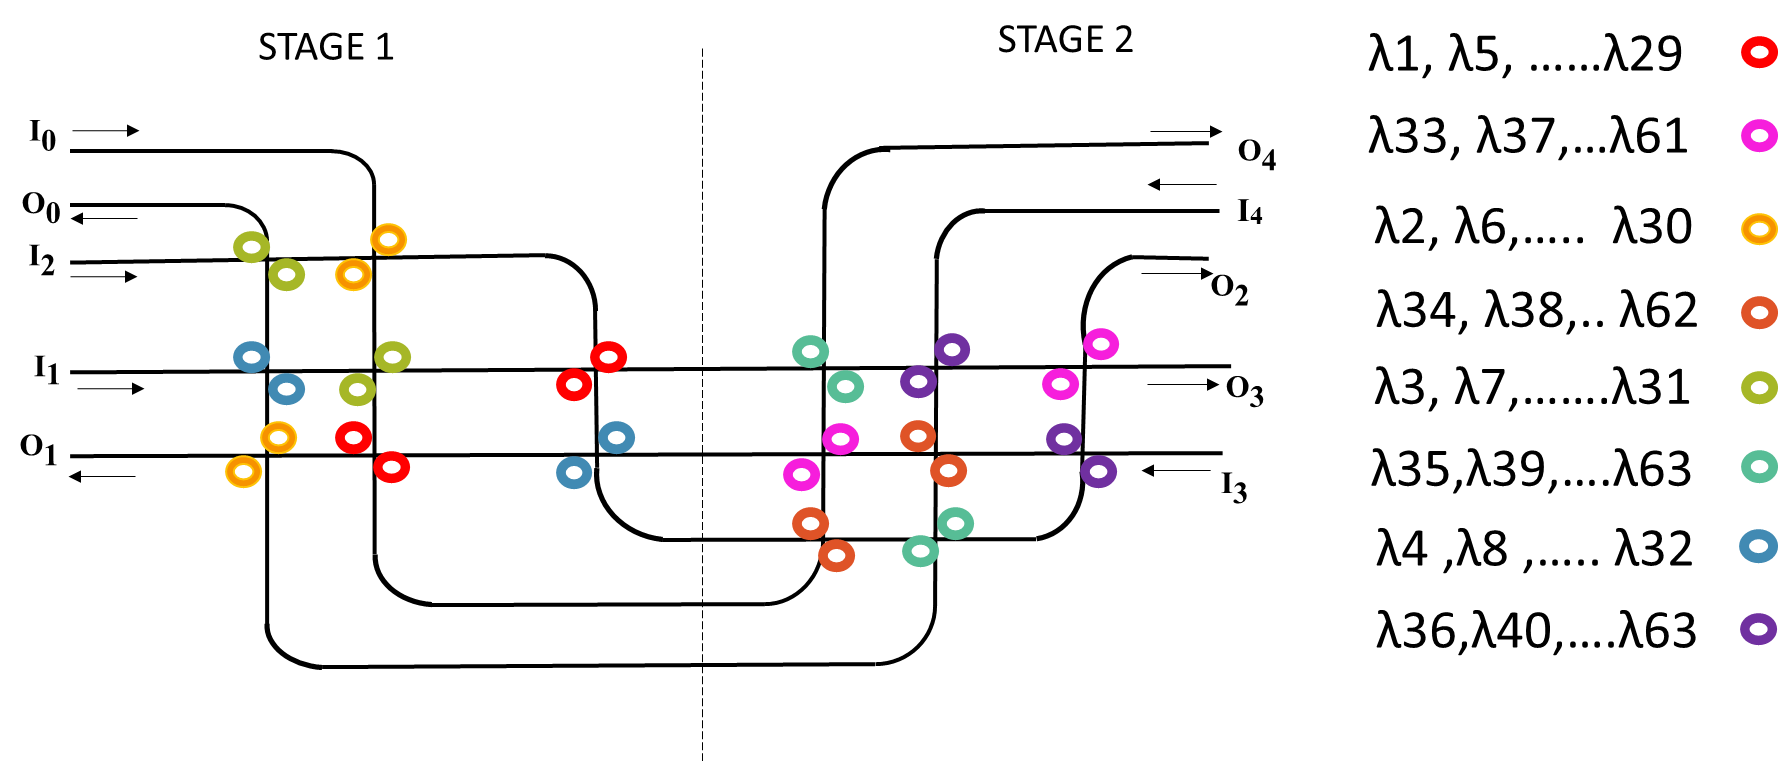 STAGE 1
STAGE 2
I0
O0
I2
I1
O1
O4
I4
O2
O3
I3
λ1, λ5, ......λ29
λ33, λ37,...λ61
λ2, λ6,..... λ30
λ34, λ38,.. λ62
λ3, λ7,.......λ31
λ35,λ39,....λ63
λ4 ,λ8 ,..... λ32
λ36,λ40,....λ63